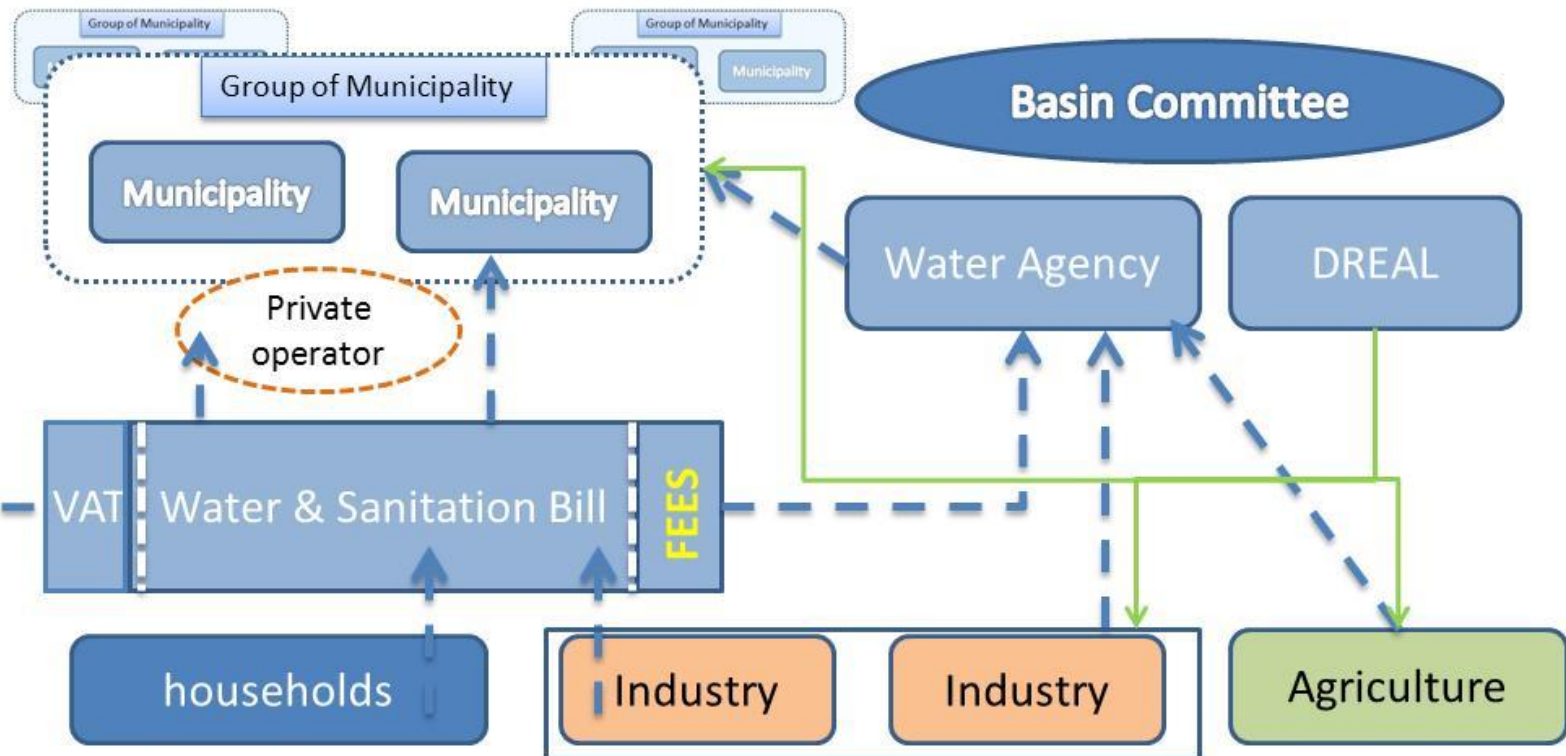 Group of Municipality
Group of Municipality
Municipality
Group of Municipality
Basin Committee
Municipality
Municipality
Water Agency
DREAL
Private
operator
VAT
Water & Sanitation Bill
FEES
households
Industry
Industry
Agriculture